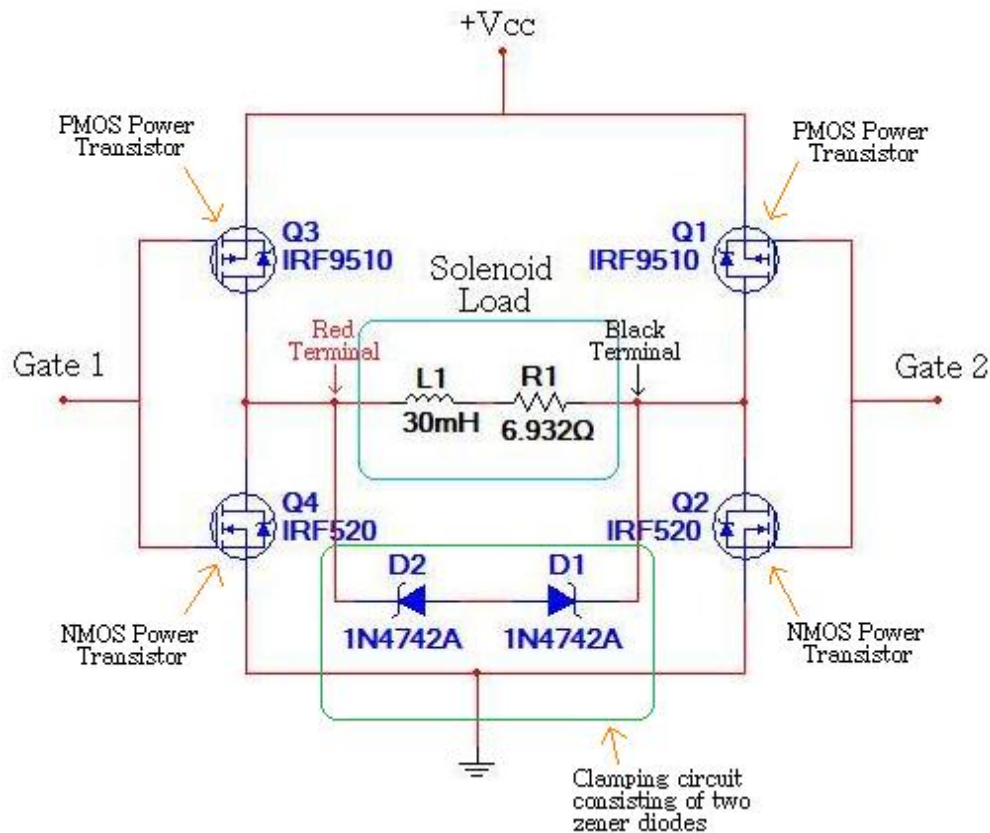 +Vcc
PMOS Power
Transistor
PMOS Power
Transistor
Q3
IRF9510
Q1
IRF9510
Solenoid
Load
Red
Terminal
Black
Terminal
Gate 1
Gate 2
L1
30mH
R1
6.932Ω
Q4
IRF520
Q2
IRF520
D2
1N4742A
D1
1N4742A
NMOS Power
Transistor
NMOS Power
Transistor
Clamping circuit
consisting of two
zener diodes